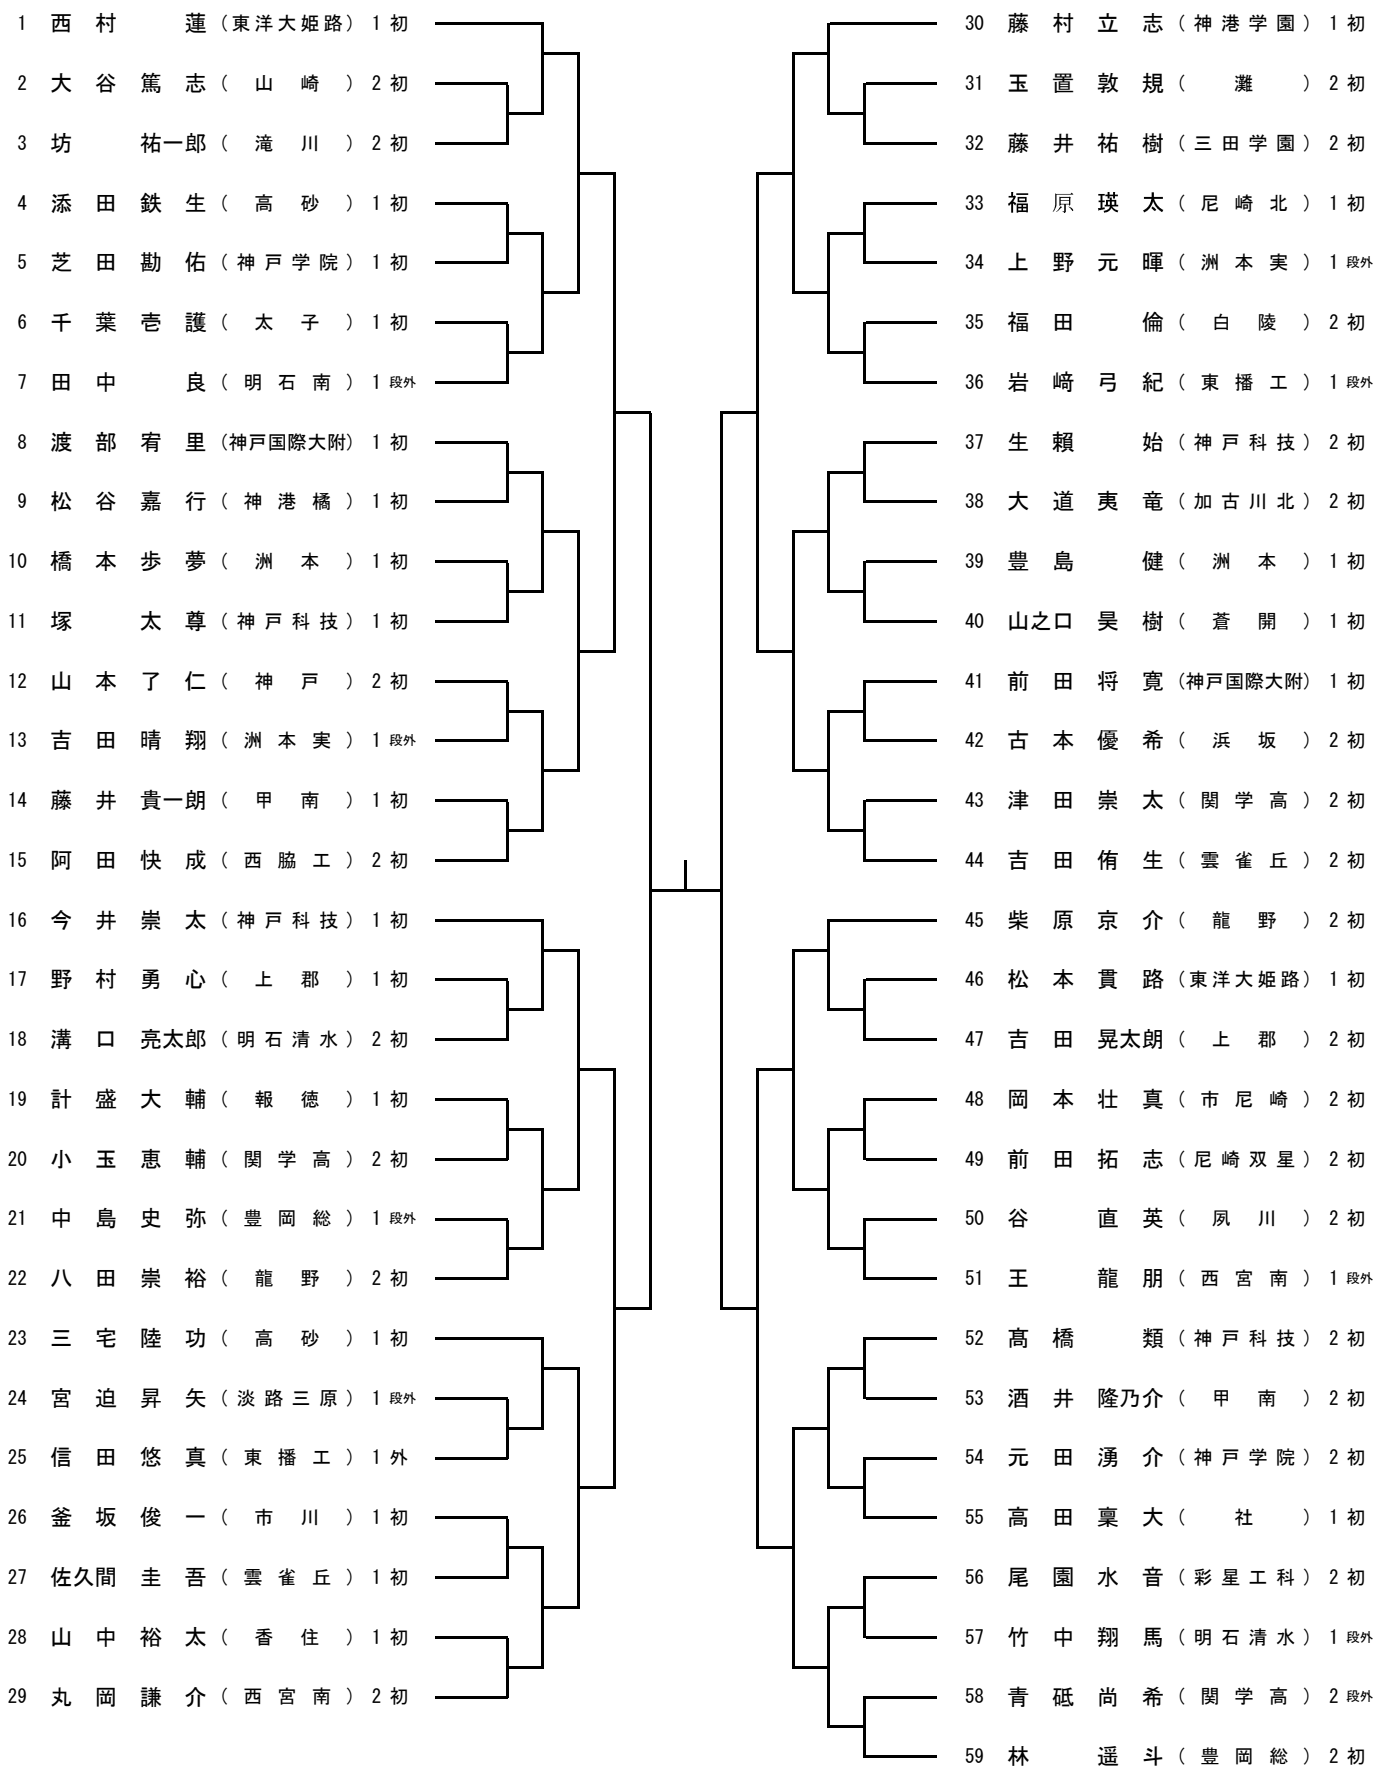 1 西村 蓮 (東洋大姫路) 1 初
2 大谷篤志 (山崎) 2 初
3 坊 祐一郎 (滝川) 2 初
4 添田鉄生 (高砂) 1 初
5 芝田勘佑 (神戸学院) 1 初
6 千葉壱護 (太子) 1 初
7 田中 良 (明石南) 1 段外
8 渡部宥里 (神戸国際大附) 1 初
9 松谷嘉行 (神港橘) 1 初
10 橋本歩夢 (洲本) 1 初
11 塚 太尊 (神戸科技) 1 初
12 山本了仁 (神戸) 2 初
13 吉田晴翔 (洲本実) 1 段外
14 藤井貴一朗 (甲南) 1 初
15 阿田快成 (西脇工) 2 初
16 今井崇太 (神戸科技) 1 初
17 野村勇心 (上郡) 1 初
18 溝口亮太郎 (明石清水) 2 初
19 計盛大輔 (報徳) 1 初
20 小玉恵輔 (関学高) 2 初
21 中島史弥 (豊岡総) 1 段外
22 八田崇裕 (龍野) 2 初
23 三宅陸功 (高砂) 1 初
24 宮迫昇矢 (淡路三原) 1 段外
25 信田悠真 (東播工) 1 外
26 釜坂俊一 (市川) 1 初
27 佐久間圭吾 (雲雀丘) 1 初
28 山中裕太 (香住) 1 初
29 丸岡謙介 (西宮南) 2 初
30 藤村立志 (神港学園) 1 初
31 玉置敦規 (灘) 2 初
32 藤井祐樹 (三田学園) 2 初
33 福原瑛太 (尼崎北) 1 初
34 上野元暉 (洲本実) 1 段外
35 福田 倫 (白陵) 2 初
36 岩﨑弓紀 (東播工) 1 段外
37 生頼 始 (神戸科技) 2 初
38 大道夷竜 (加古川北) 2 初
39 豊島 健 (洲本) 1 初
40 山之口昊樹 (蒼開) 1 初
41 前田将寛 (神戸国際大附) 1 初
42 古本優希 (浜坂) 2 初
43 津田崇太 (関学高) 2 初
44 吉田侑生 (雲雀丘) 2 初
45 柴原京介 (龍野) 2 初
46 松本貫路 (東洋大姫路) 1 初
47 吉田晃太朗 (上郡) 2 初
48 岡本壮真 (市尼崎) 2 初
49 前田拓志 (尼崎双星) 2 初
50 谷 直英 (夙川) 2 初
51 王 龍朋 (西宮南) 1 段外
52 髙橋 類 (神戸科技) 2 初
53 酒井隆乃介 (甲南) 2 初
54 元田湧介 (神戸学院) 2 初
55 高田稟大 (社) 1 初
56 尾園水音 (彩星工科) 2 初
57 竹中翔馬 (明石清水) 1 段外
58 青砥尚希 (関学高) 2 段外
59 林 遥斗 (豊岡総) 2 初